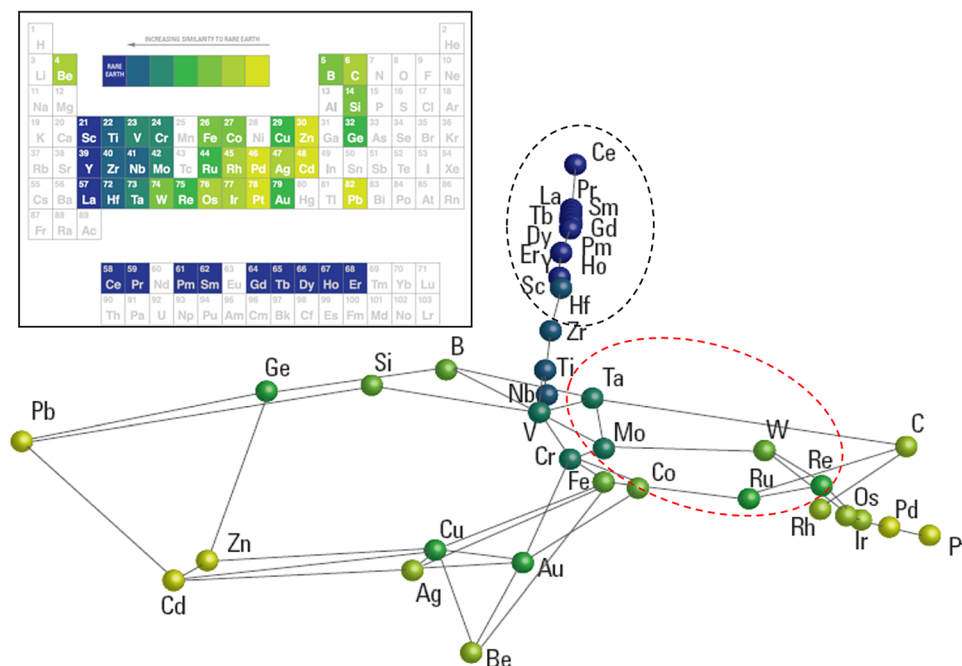 1 2
H He
INCREASING SIMILARITY TO RARE EARTH
3 4 5 6 7 8 9 10
Li Be B C N O F Ne
RARE
EARTH
11 12 13 14 15 16 17 18
Na Mg Al Si P S Cl Ar
19 20 21 22 23 24 25 26 27 28 29 30 31 32 33 34 35 36
K Ca Sc Ti V Cr Mn Fe Co Ni Cu Zn Ga Ge As Se Br Kr
37 38 39 40 41 42 43 44 45 46 47 48 49 50 51 52 53 54
Rb Sr Y Zr Nb Mo Tc Ru Rh Pd Ag Cd In Sn Sb Te I Xe
55 56 57 72 73 74 75 76 77 78 79 80 81 82 83 84 85 86
Cs Ba La Hf Ta W Re Os Ir Pt Au Hg Tl Pb Bi Po At Rn
87 88 89
Fr Ra Ac
58 59 60 61 62 63 64 65 66 67 68 69 70 71
Ce Pr Nd Pm Sm Eu Gd Tb Dy Ho Er Tm Yb Lu
90 91 92 93 94 95 96 97 98 99 100 101 102 103
Th Pa U Np Pu Am Cm Bk Cf Es Fm Md No Lr
Ce
Pr
La
Sm
Tb
Gd
Dy
Pm
Er
Ho
Y
Sc
Hf
Zr
Ti
Nb
V
B
Si
Ge
Pb
Ta
Mo
W
C
Cr
Fe
Co
Ru
Re
Rh
Os
Ir
Pd
P
Cu
Zn
Cd
Ag
Au
Be